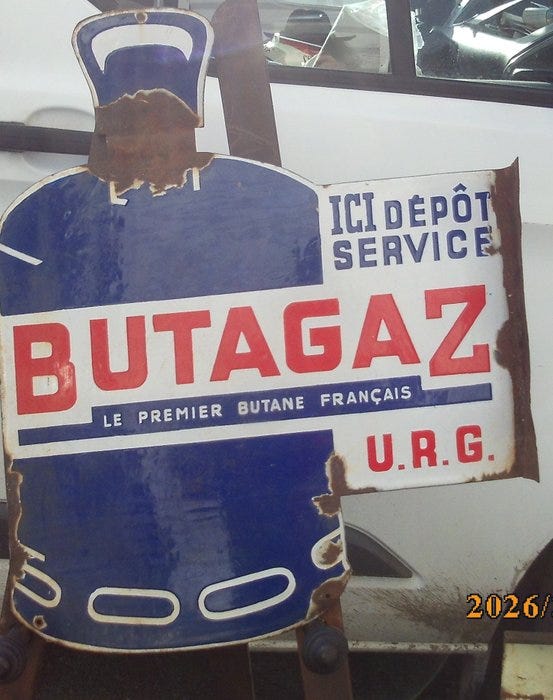 ICI DÉPÔT
SERVICE
BUTAGAZ
LE PREMIER BUTANE FRANÇAIS
U.R.G.
2026/